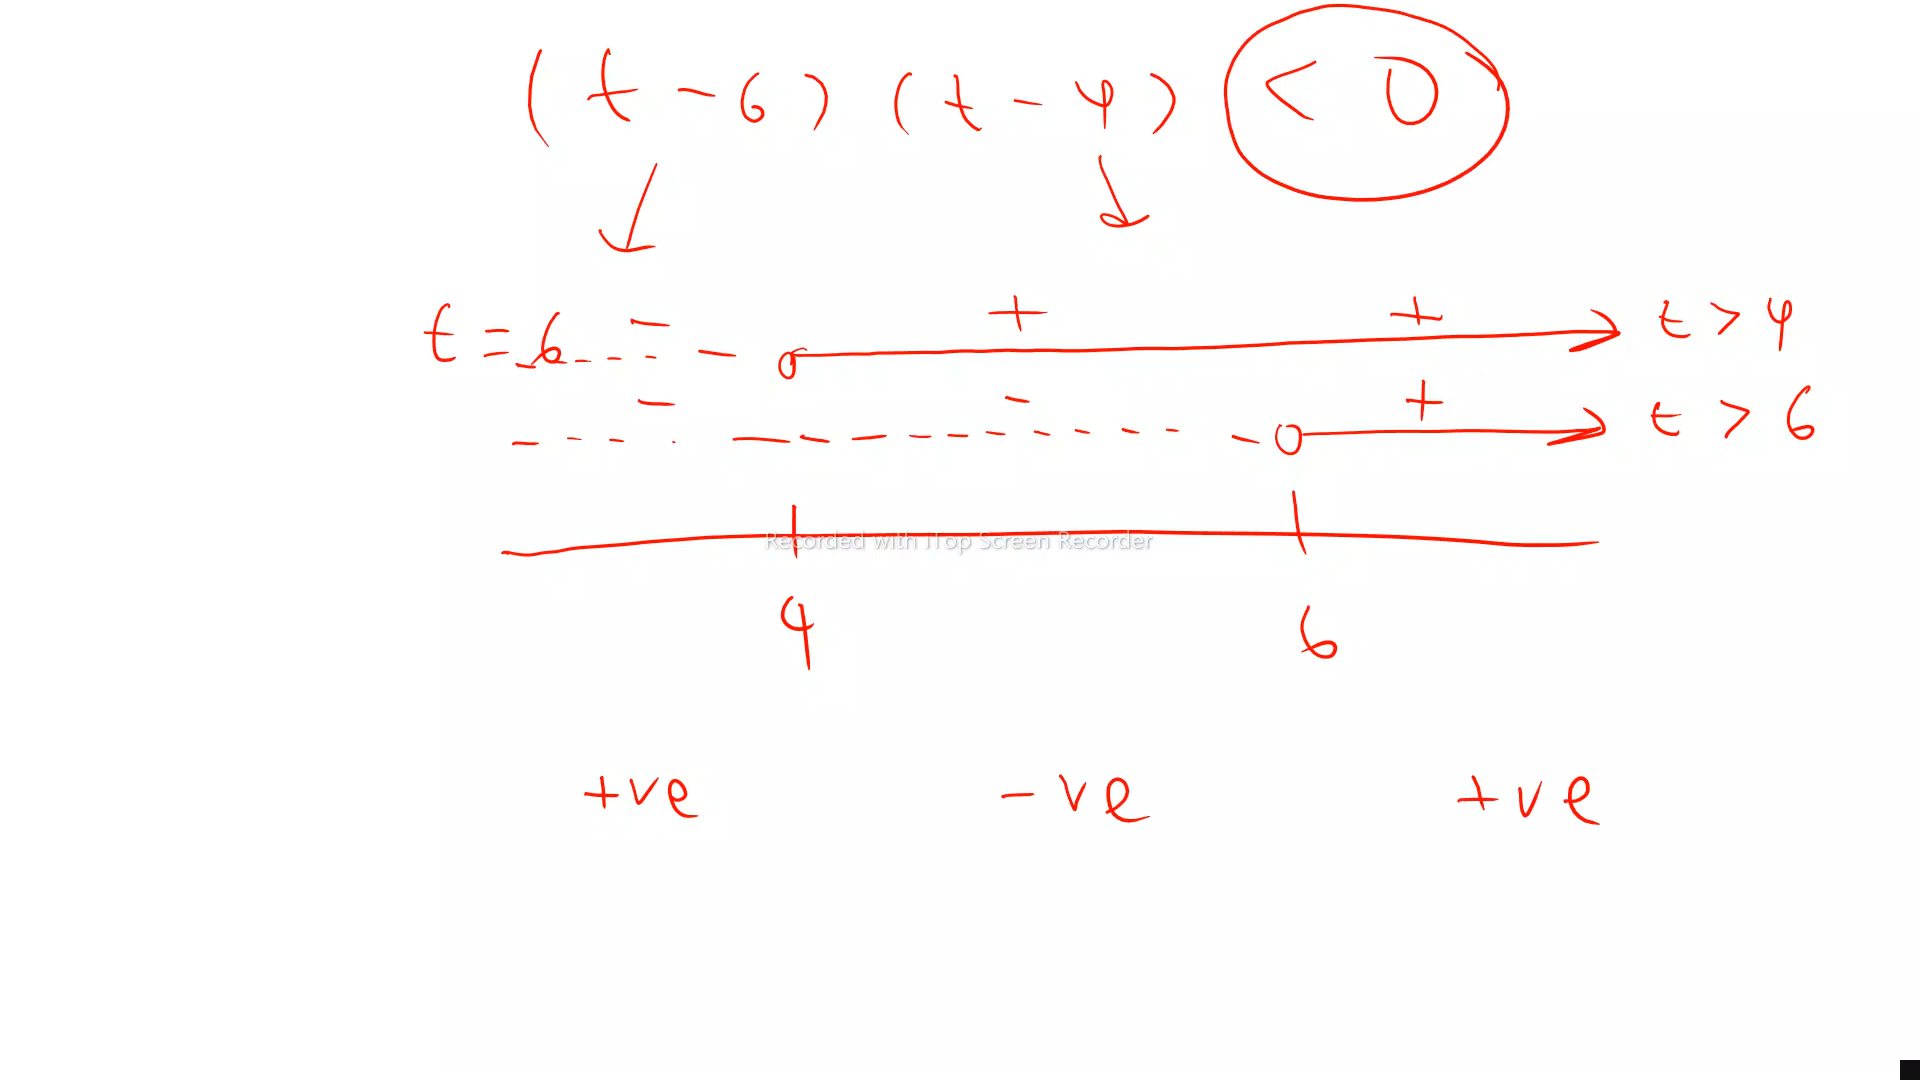 (t - 6) (t - 4) < 0
t = 6 - + + t > 4
- - + t > 6
Recorded with iTop Screen Recorder
4 6
+ve -ve +ve